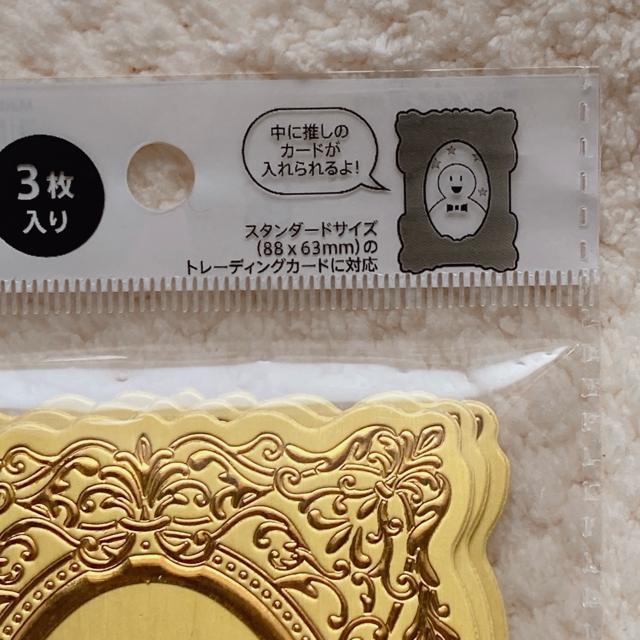 3枚
入り
中に推しの
カードが
入れられるよ!
スタンダードサイズ
(88x63mm)の
トレーディングカードに対応